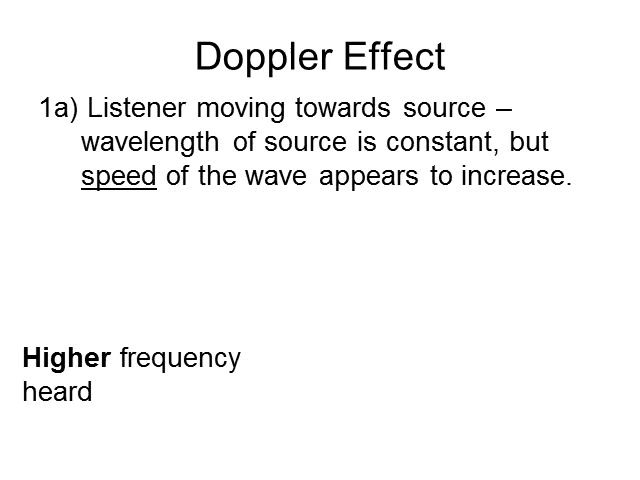 Doppler Effect
1a) Listener moving towards source –
wavelength of source is constant, but
speed of the wave appears to increase.
Higher frequency
heard